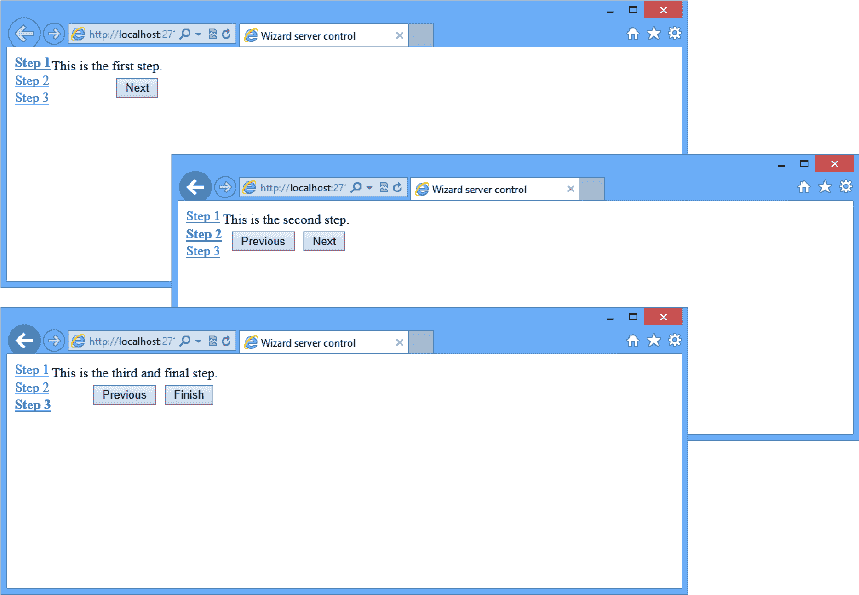 http://localhost:27 Wizard server control
Step 1 This is the first step.
Step 2
Step 3
Next
http://localhost:27 Wizard server control
Step 1 This is the second step.
Step 2
Step 3
Previous Next
http://localhost:27 Wizard server control
Step 1 This is the third and final step.
Step 2
Step 3
Previous Finish